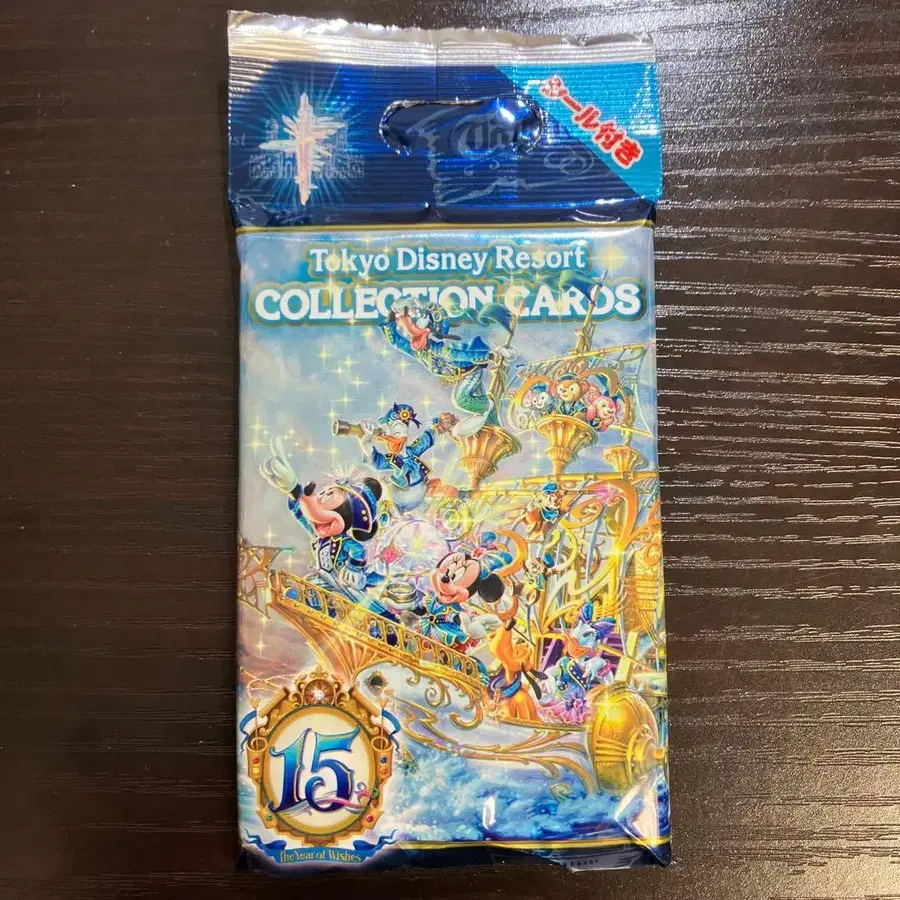 シール付き
Tokyo Disney Resort
COLLECTION CARDS
15
The Year of Wishes